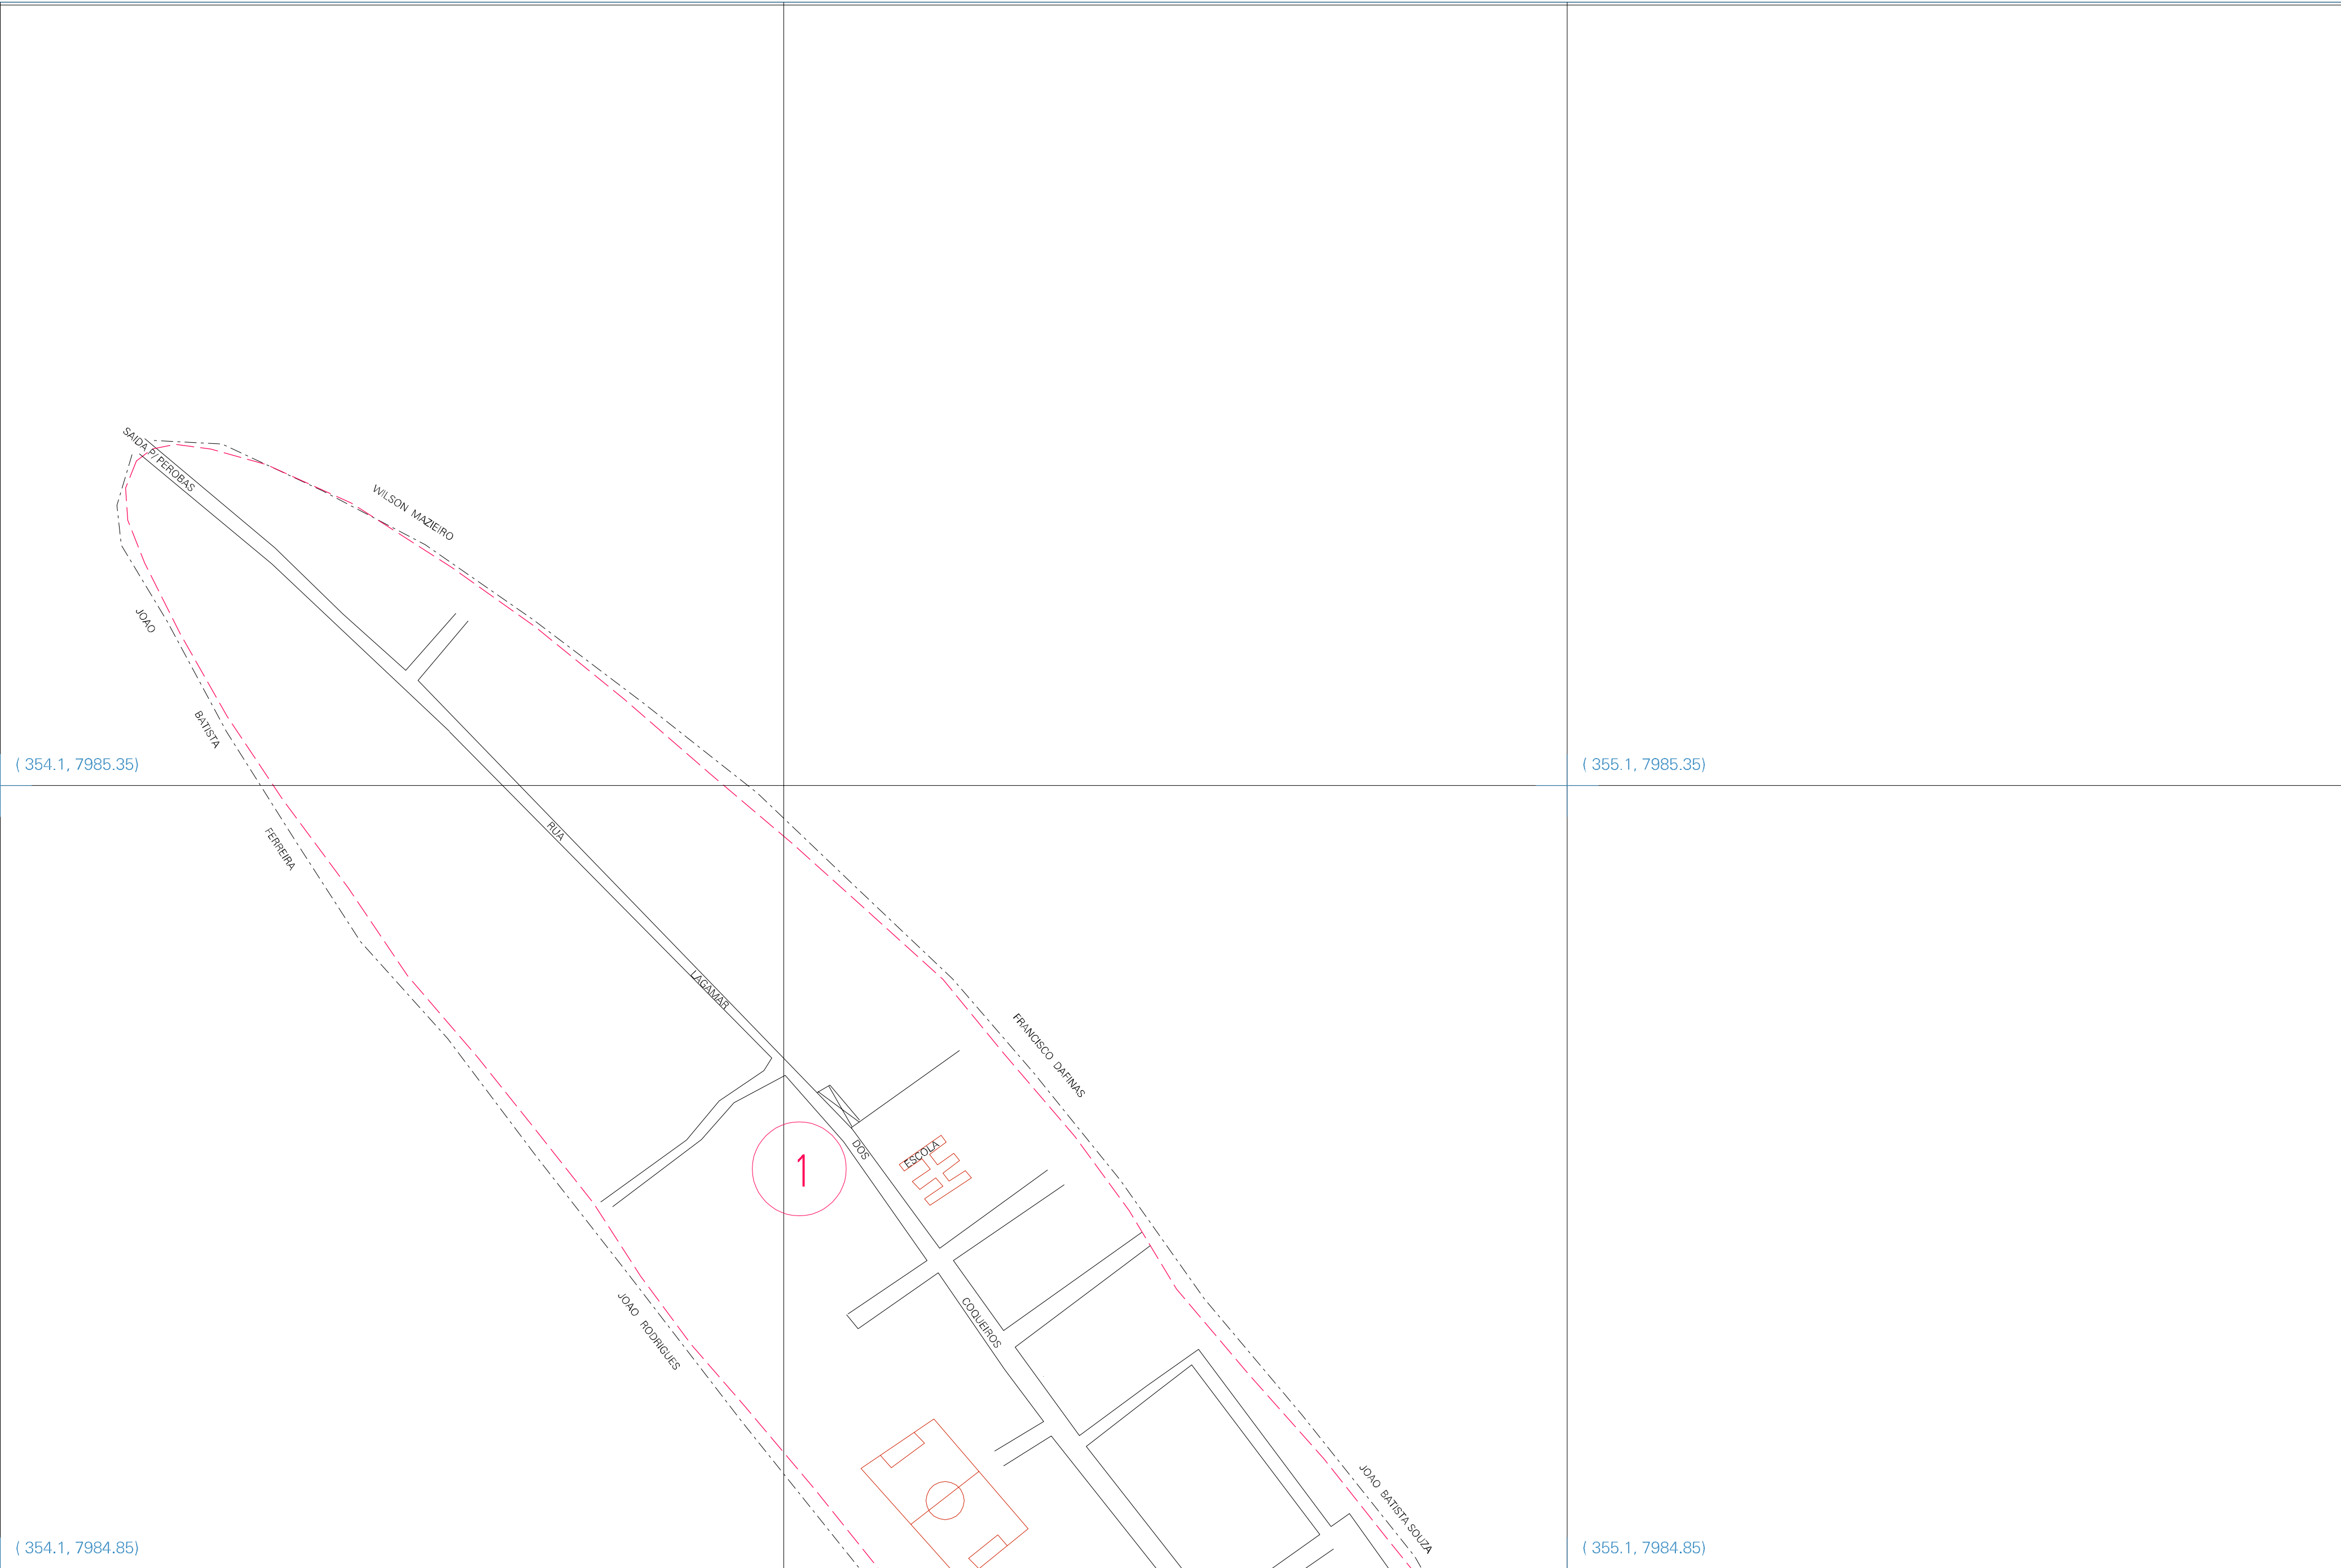 SAIDA P/ PEROBAS
WILSON MAZIEIRO
JOAO
BATISTA
( 354.1, 7985.35)
( 355.1, 7985.35)
FERREIRA
RUA
LAGAMAR
FRANCISCO DAFINAS
DOS
ESCOLA
1
JOAO RODRIGUES
COQUEIROS
JOAO BATISTA SOUZA
( 354.1, 7984.85)
( 355.1, 7984.85)